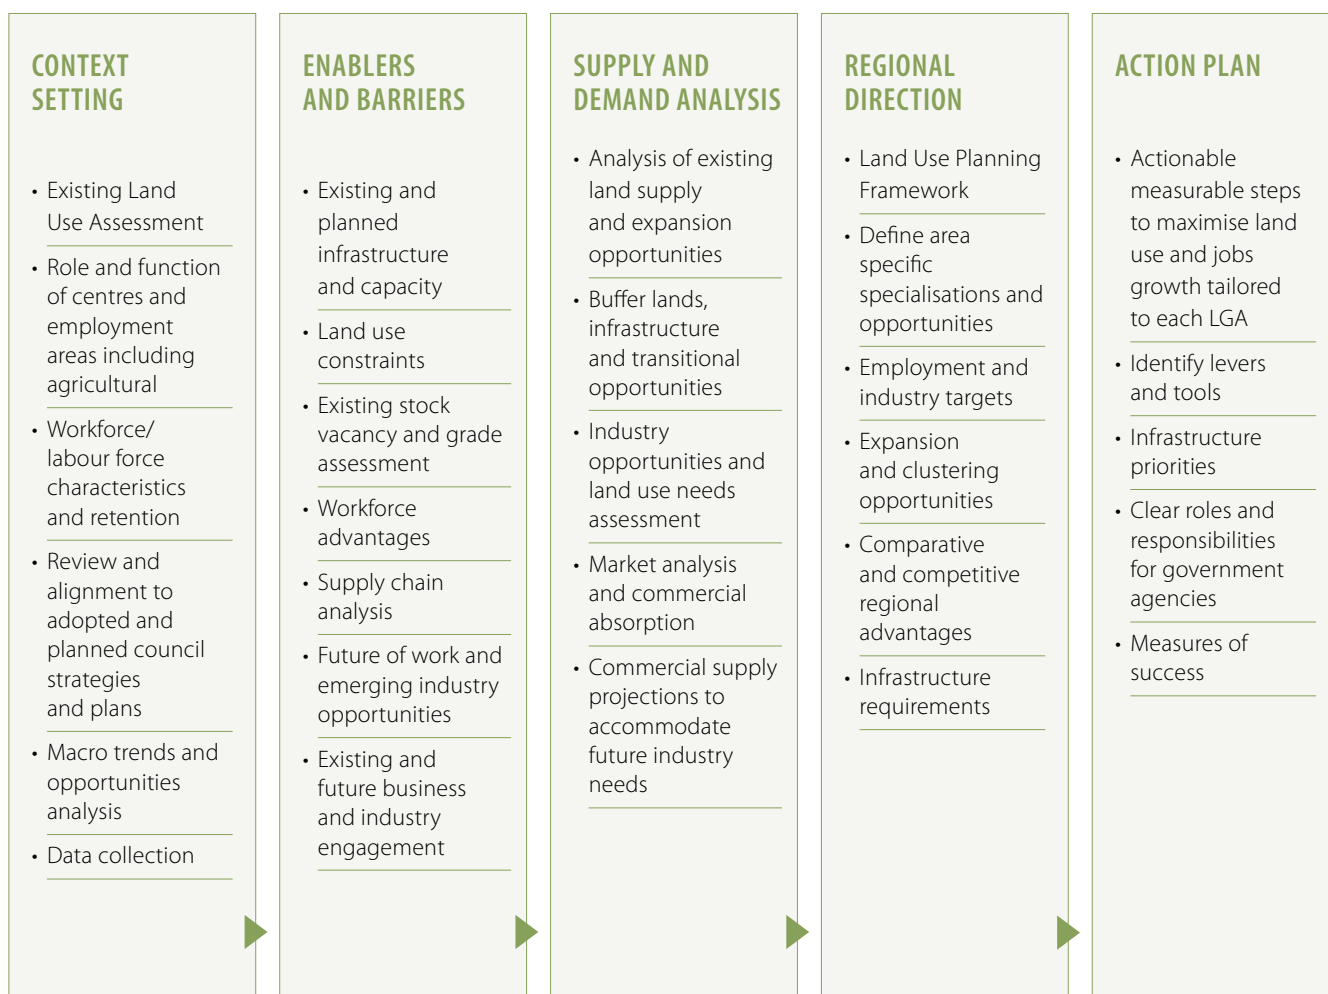 CONTEXT
SETTING
• Existing Land
Use Assessment
• Role and function
of centres and
employment
areas including
agricultural
• Workforce/
labour force
characteristics
and retention
• Review and
alignment to
adopted and
planned council
strategies
and plans
• Macro trends and
opportunities
analysis
• Data collection
ENABLERS
AND BARRIERS
• Existing and
planned
infrastructure
and capacity
• Land use
constraints
• Existing stock
vacancy and grade
assessment
• Workforce
advantages
• Supply chain
analysis
• Future of work and
emerging industry
opportunities
• Existing and
future business
and industry
engagement
SUPPLY AND
DEMAND ANALYSIS
• Analysis of existing
land supply
and expansion
opportunities
• Buffer lands,
infrastructure
and transitional
opportunities
• Industry
opportunities and
land use needs
assessment
• Market analysis
and commercial
absorption
• Commercial supply
projections to
accommodate
future industry
needs
REGIONAL
DIRECTION
• Land Use Planning
Framework
• Define area
specific
specialisations and
opportunities
• Employment and
industry targets
• Expansion
and clustering
opportunities
• Comparative
and competitive
regional
advantages
• Infrastructure
requirements
ACTION PLAN
• Actionable
measurable steps
to maximise land
use and jobs
growth tailored
to each LGA
• Identify levers
and tools
• Infrastructure
priorities
• Clear roles and
responsibilities
for government
agencies
• Measures of
success